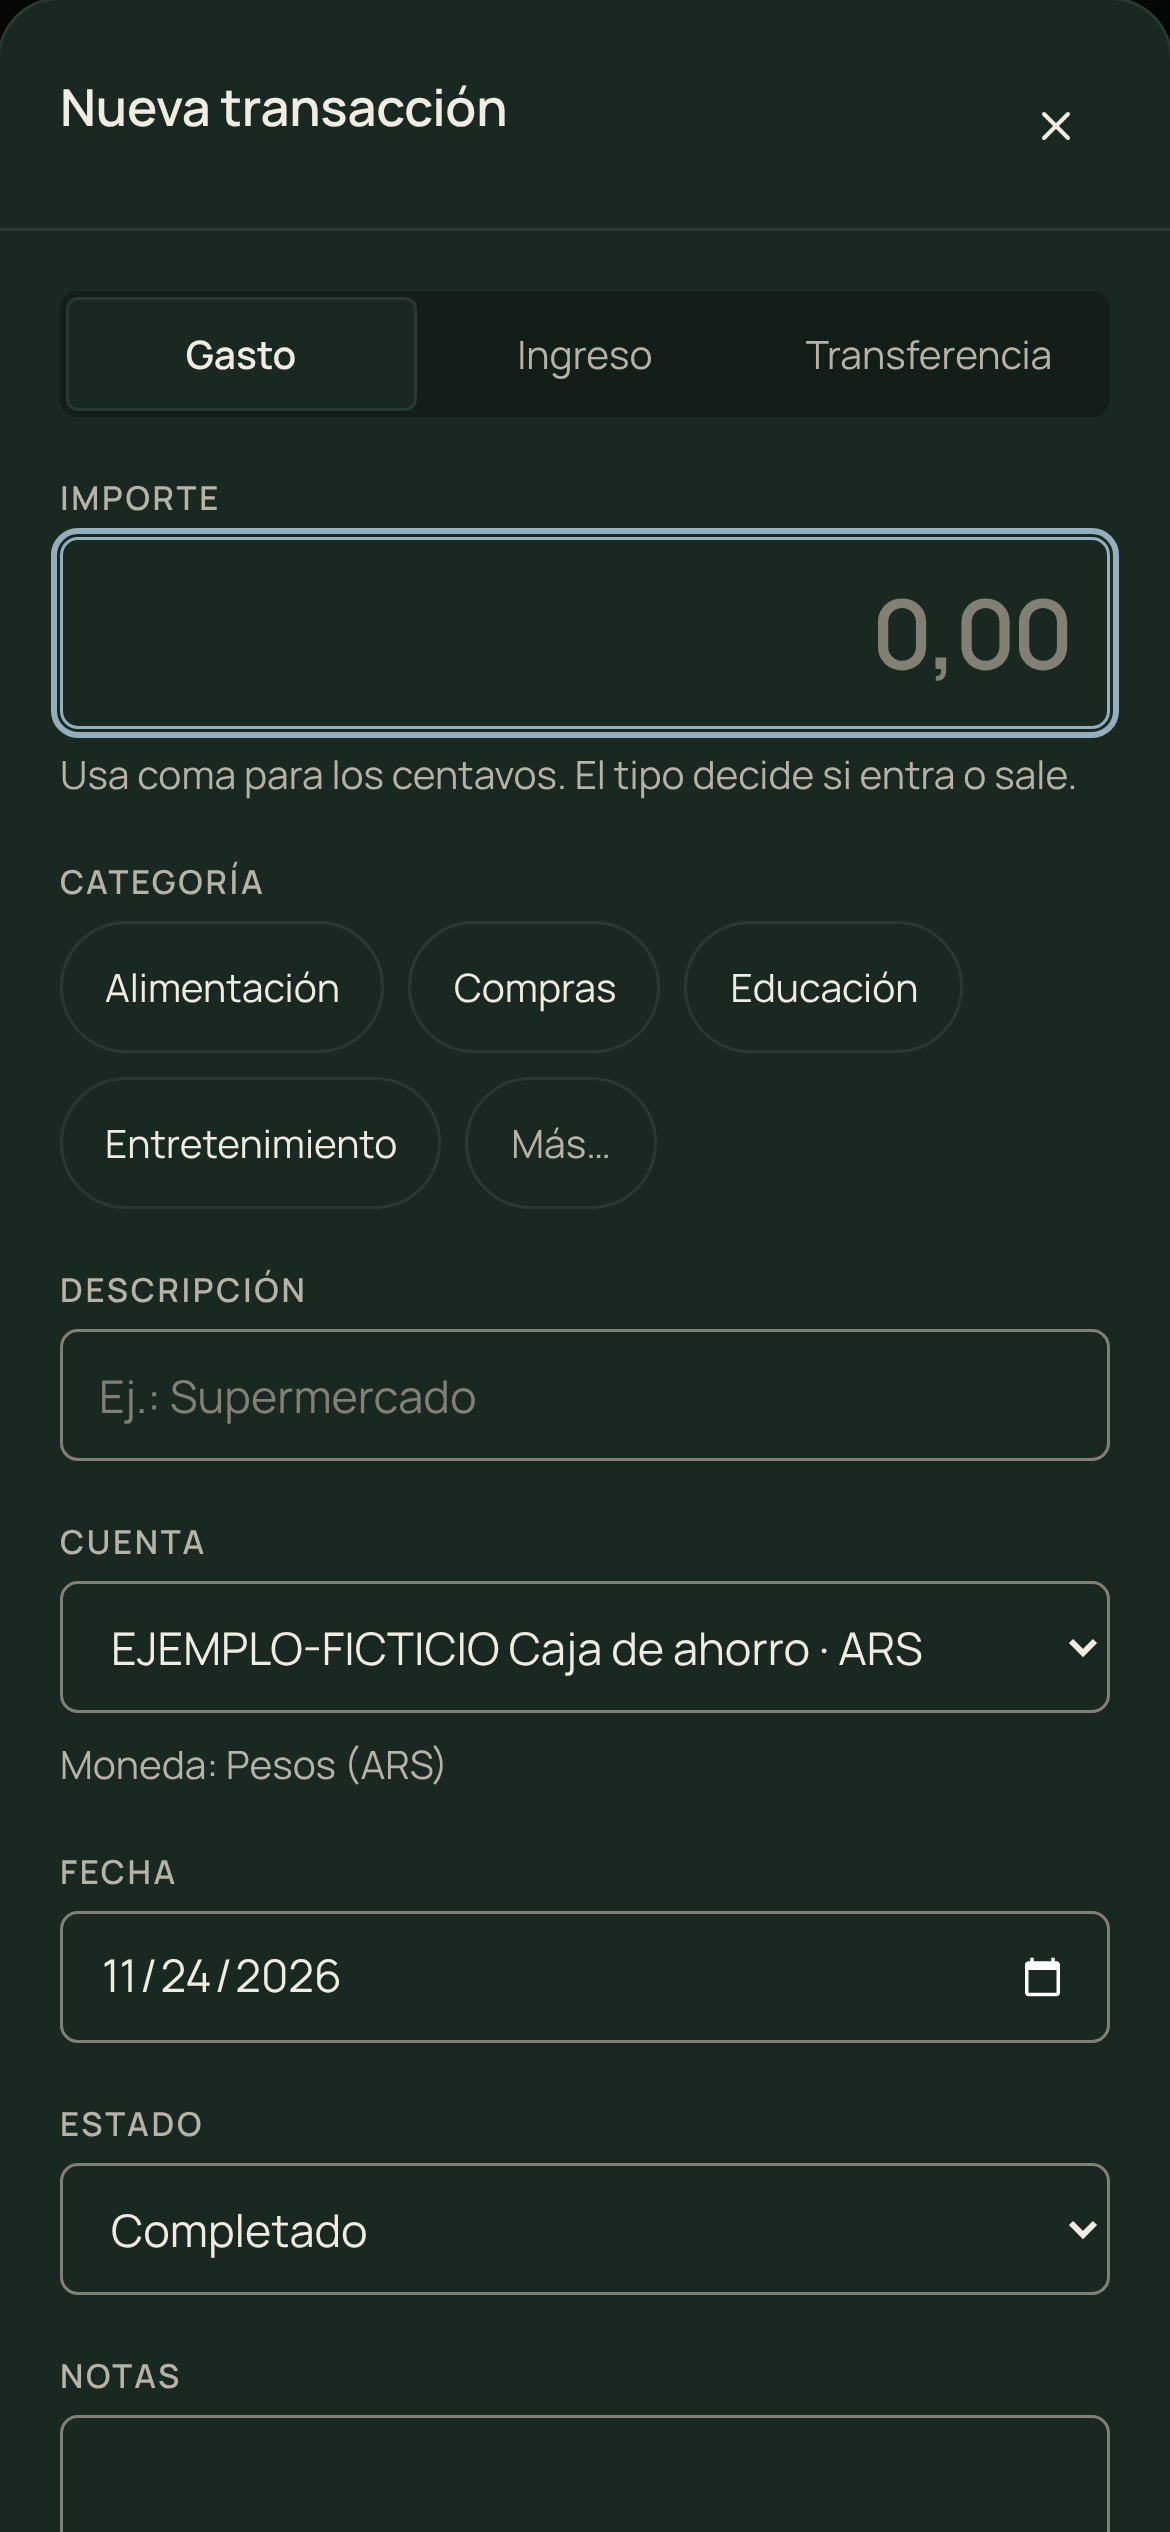 Nueva transacción
Gasto Ingreso Transferencia
IMPORTE
0,00
Usa coma para los centavos. El tipo decide si entra o sale.
CATEGORÍA
Alimentación Compras Educación
Entretenimiento Más...
DESCRIPCIÓN
Ej.: Supermercado
CUENTA
EJEMPLO-FICTICIO Caja de ahorro · ARS
Moneda: Pesos (ARS)
FECHA
11/24/2026
ESTADO
Completado
NOTAS